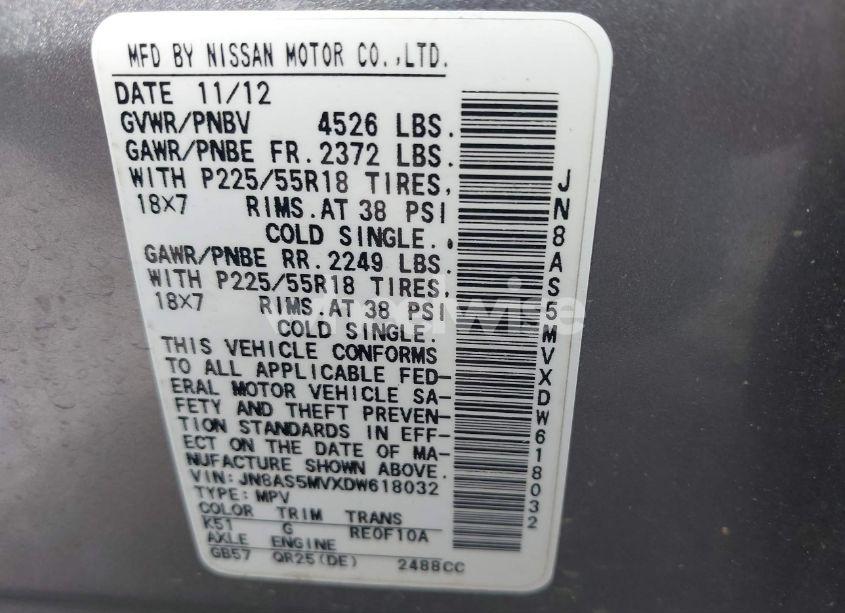 MFD BY NISSAN MOTOR CO.,LTD.
DATE 11/12
GVWR/PNBV 4526 LBS.
GAWR/PNBE FR. 2372 LBS.
WITH P225/55R18 TIRES,
18X7 RIMS.AT 38 PSI
COLD SINGLE.
GAWR/PNBE RR. 2249 LBS.
WITH P225/55R18 TIRES,
18X7 RIMS.AT 38 PSI
COLD SINGLE.
THIS VEHICLE CONFORMS
TO ALL APPLICABLE FED-
ERAL MOTOR VEHICLE SA-
FETY AND THEFT PREVEN-
TION STANDARDS IN EFF-
ECT ON THE DATE OF MA-
NUFACTURE SHOWN ABOVE.
VIN: JN8AS5MVXDW618032
TYPE: MPV
COLOR TRIM TRANS
K51 G RE0F10A
AXLE ENGINE
GB57 QR25(DE) 2488CC
JN8AS5MVXDW618032